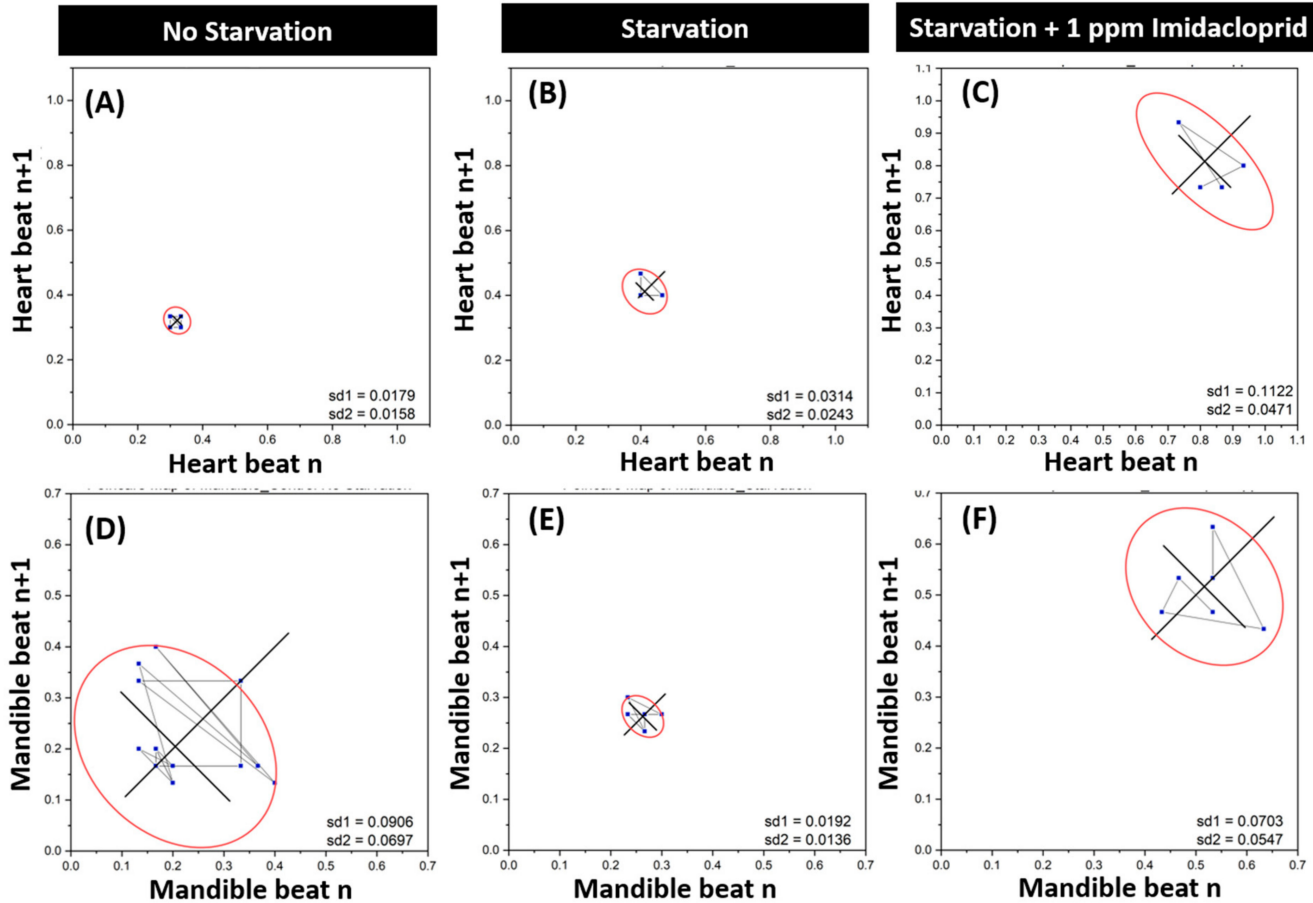 No Starvation
Starvation
Starvation + 1 ppm Imidacloprid
(A)
Heart beat n+1
1.0
0.8
0.6
0.4
0.2
0.0
sd1 = 0.0179
sd2 = 0.0158
0.0 0.2 0.4 0.6 0.8 1.0
Heart beat n
(B)
Heart beat n+1
1.0
0.8
0.6
0.4
0.2
0.0
sd1 = 0.0314
sd2 = 0.0243
0.0 0.2 0.4 0.6 0.8 1.0
Heart beat n
(C)
Heart beat n+1
1.1
1.0
0.9
0.8
0.7
0.6
0.5
0.4
0.3
0.2
0.1
0.0
sd1 = 0.1122
sd2 = 0.0471
0.0 0.1 0.2 0.3 0.4 0.5 0.6 0.7 0.8 0.9 1.0 1.1
Heart beat n
(D)
Mandible beat n+1
0.7
0.6
0.5
0.4
0.3
0.2
0.1
0.0
sd1 = 0.0906
sd2 = 0.0697
0.0 0.1 0.2 0.3 0.4 0.5 0.6 0.7
Mandible beat n
(E)
Mandible beat n+1
0.7
0.6
0.5
0.4
0.3
0.2
0.1
0.0
sd1 = 0.0192
sd2 = 0.0136
0.0 0.1 0.2 0.3 0.4 0.5 0.6 0.7
Mandible beat n
(F)
Mandible beat n+1
0.7
0.6
0.5
0.4
0.3
0.2
0.1
0.0
sd1 = 0.0703
sd2 = 0.0547
0.0 0.1 0.2 0.3 0.4 0.5 0.6 0.7
Mandible beat n